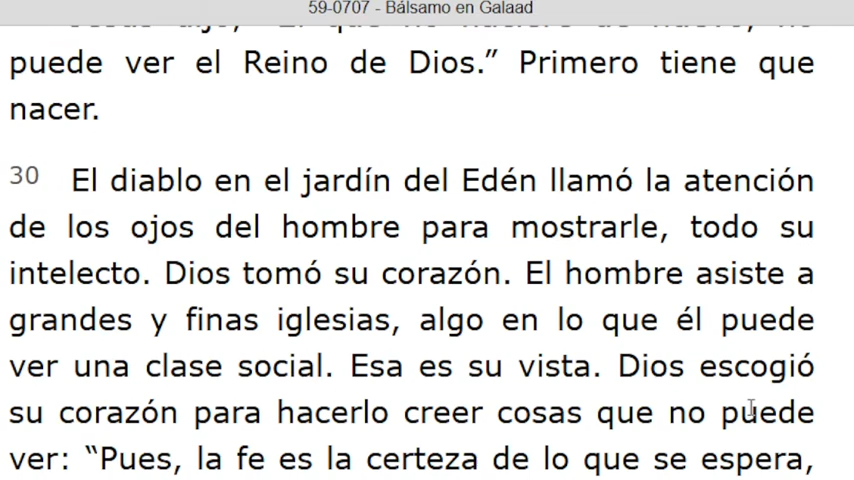 59-0707 - Bálsamo en Galaad
puede ver el Reino de Dios.” Primero tiene que
nacer.
30 El diablo en el jardín del Edén llamó la atención
de los ojos del hombre para mostrarle, todo su
intelecto. Dios tomó su corazón. El hombre asiste a
grandes y finas iglesias, algo en lo que él puede
ver una clase social. Esa es su vista. Dios escogió
su corazón para hacerlo creer cosas que no puede
ver: “Pues, la fe es la certeza de lo que se espera,